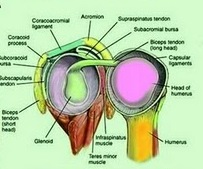 Coracoacromial
ligament
Acromion
Supraspinatus tendon
Subacromial bursa
Coracoid
process
Biceps tendon
(long head)
Subcoracoid
bursa
Capsular
ligaments
Subscapularis
tendon
Head of
humerus
Biceps
tendon
(short
head)
Glenoid
Infraspinatus
muscle
Teres minor
muscle
Humerus